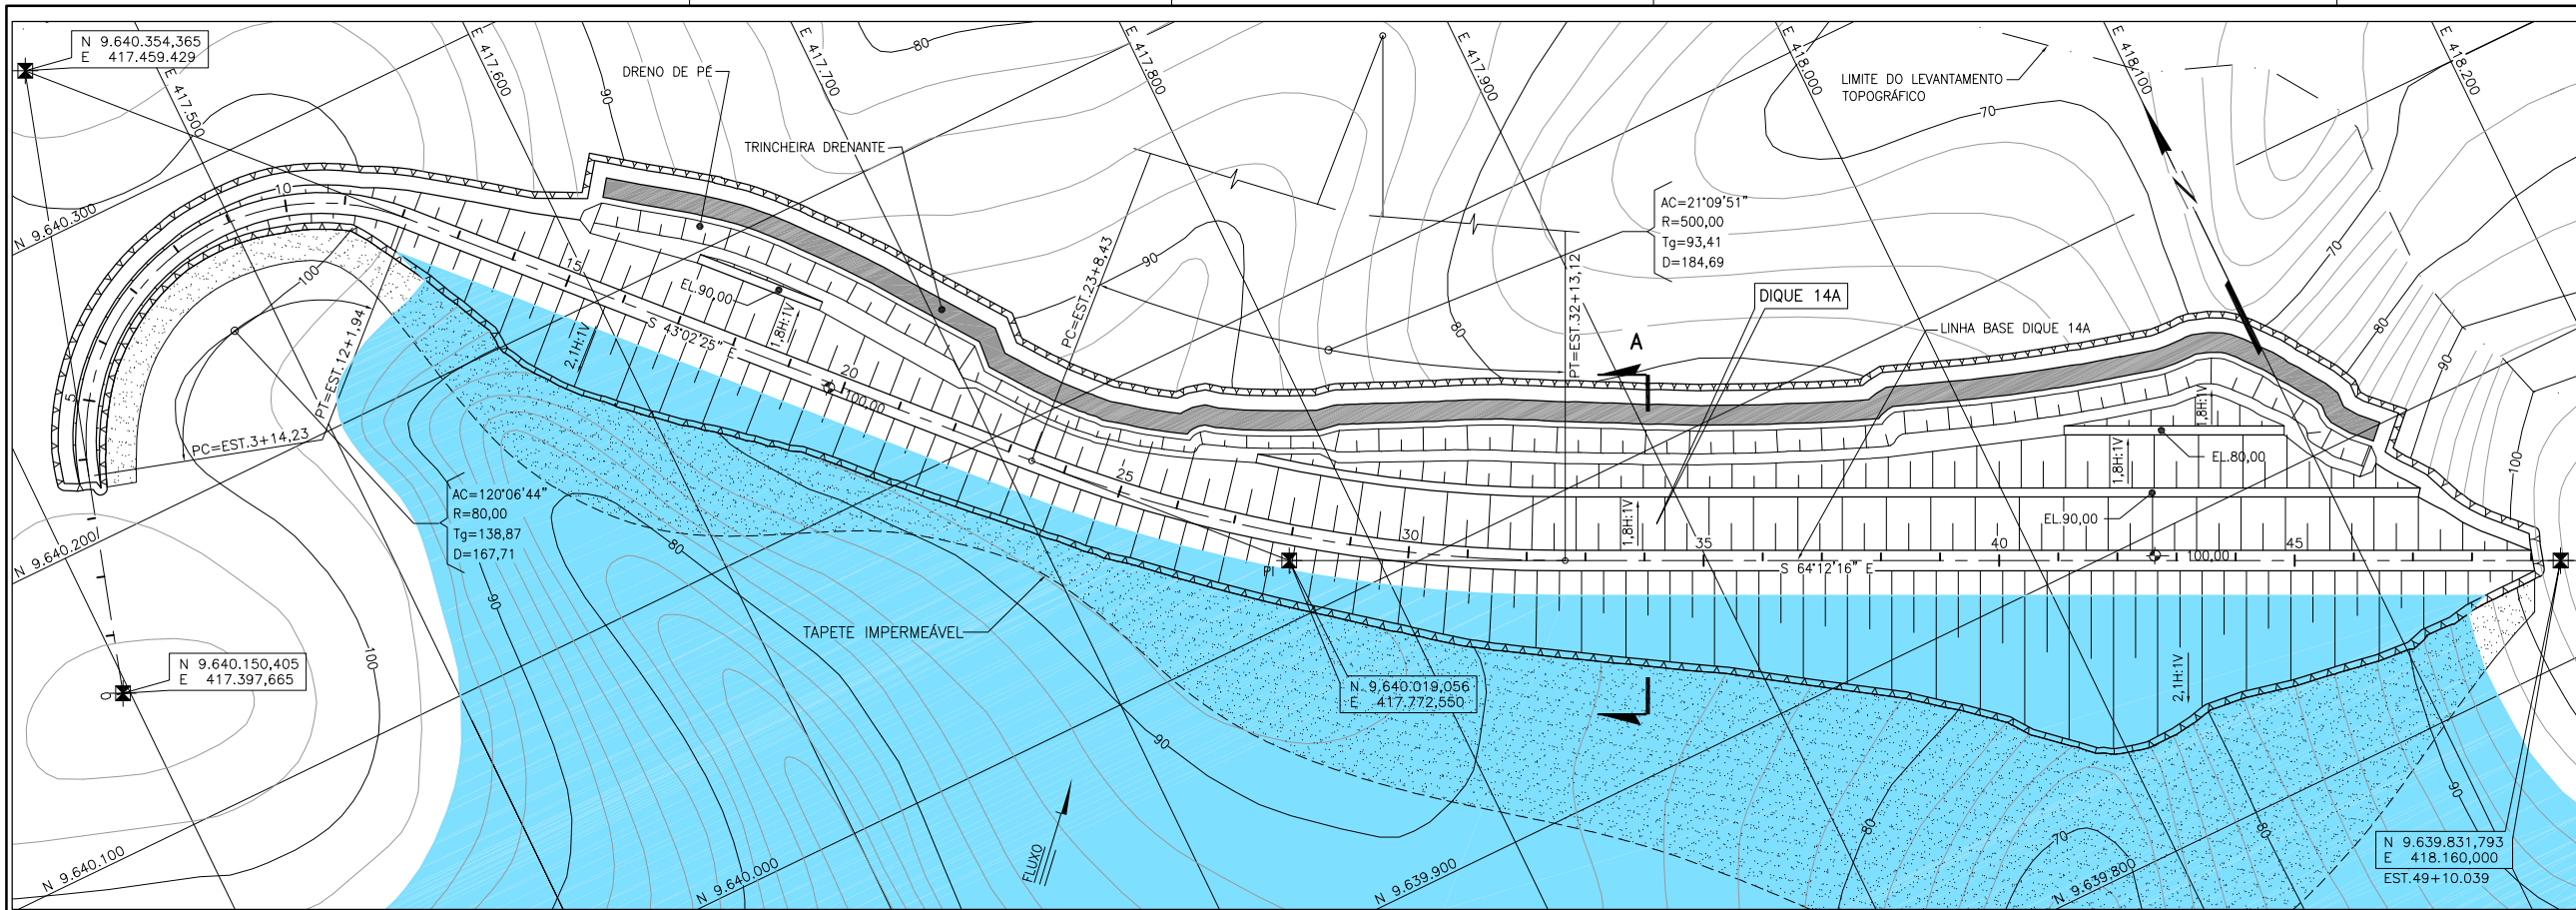 N 9.640.354,365
E 417.459.429
E 417.500
E 417.600
E 417.700
E 417.800
E 417.900
E 418.000
E 418.100
E 418.200
80
90
DRENO DE PÉ
TRINCHEIRA DRENANTE
LIMITE DO LEVANTAMENTO
TOPOGRÁFICO
70
N 9.640.300
10
100
15
EL.90,00
1,8H:1V
2,1H:1V
S 43°02'25" E
20
100,00
PC=EST.23+8,43
90
AC=21°09'51"
R=500,00
Tg=93,41
D=184,69
PT=EST.32+13,12
80
A
DIQUE 14A
LINHA BASE DIQUE 14A
70
80
90
100
5
PT=EST.12+1,94
PC=EST.3+14,23
AC=120°06'44"
R=80,00
Tg=138,87
D=167,71
25
30
PI
1,8H:1V
35
S 64°12'16" E
40
100,00
45
1,8H:1V
1,8H:1V
EL.80,00
EL.90,00
2,1H:1V
N 9.640.200
80
90
100
TAPETE IMPERMEÁVEL
N 9.640.150,405
E 417.397,665
0
N 9.640.019,056
E 417.772,550
90
80
70
80
90
FLUXO
N 9.640.100
N 9.640.000
N 9.639.900
N 9.639.800
N 9.639.831,793
E 418.160,000
EST.49+10.039